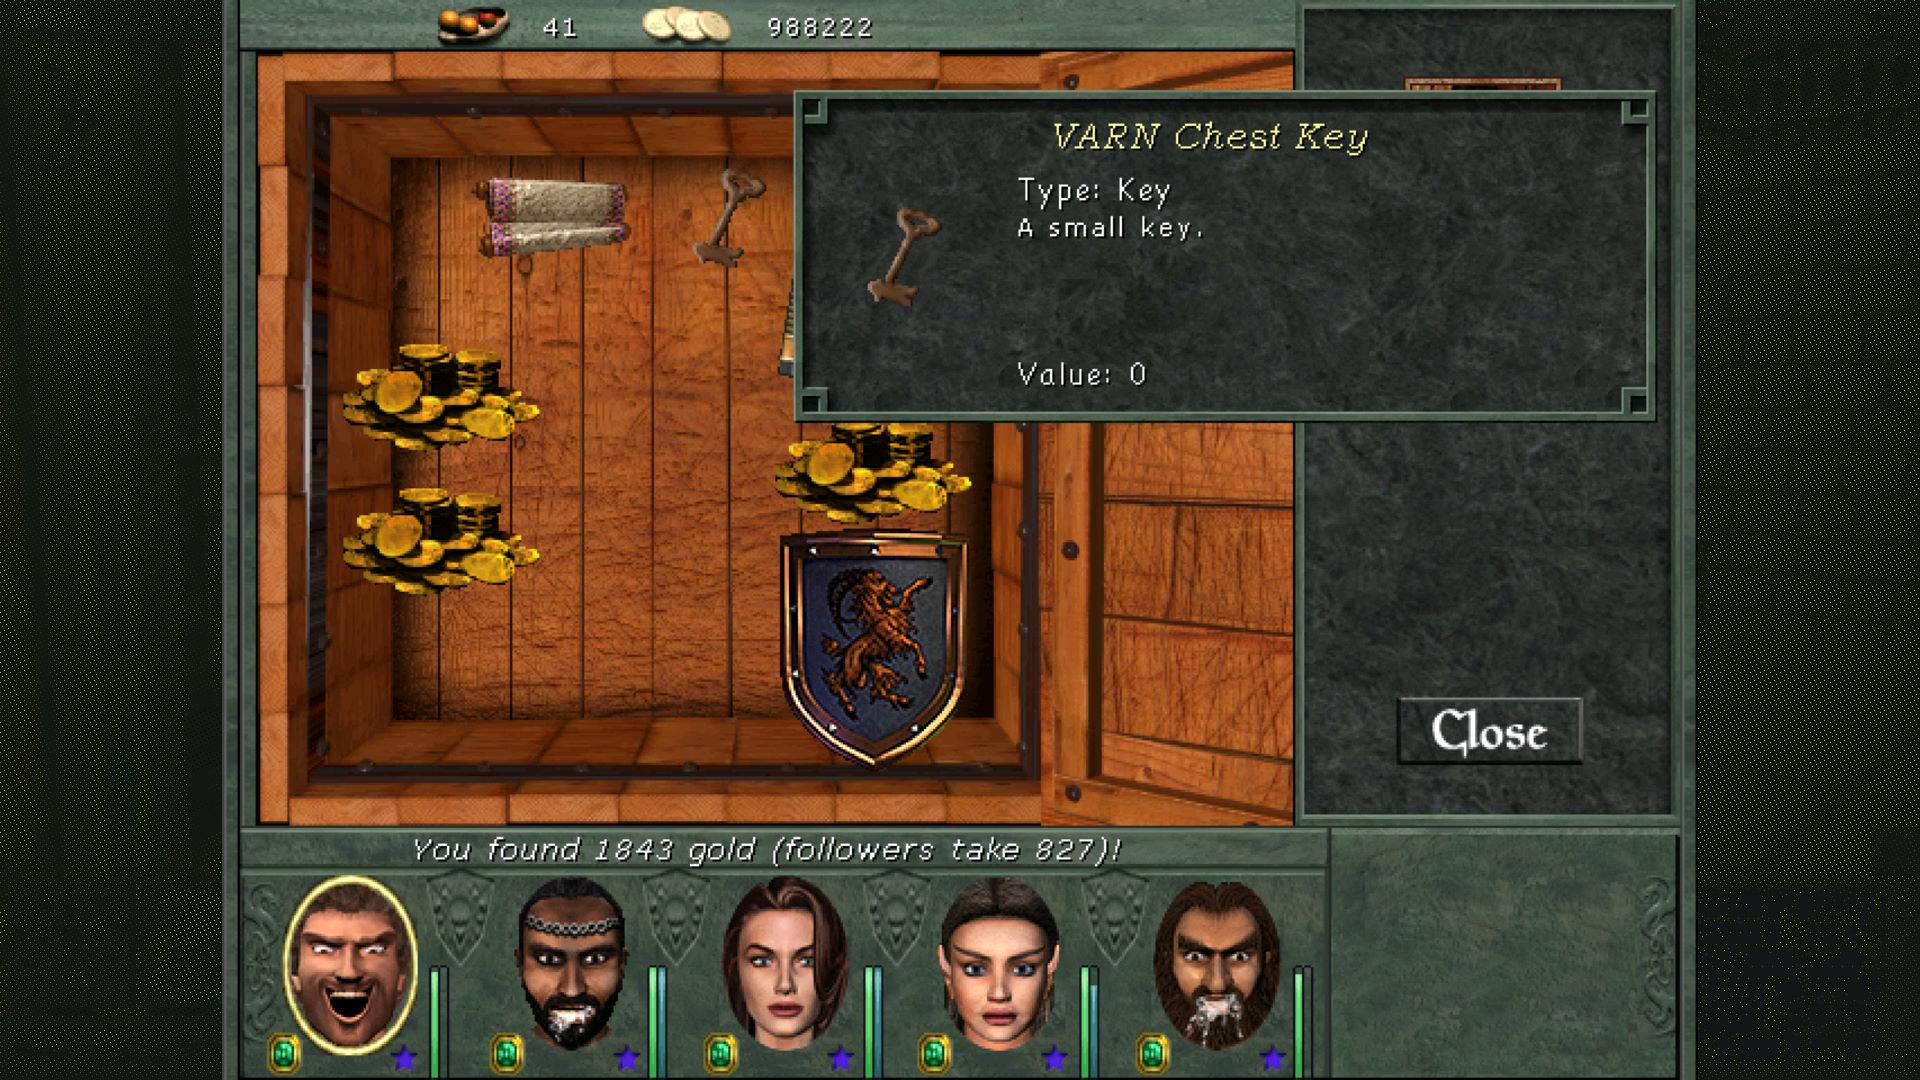 41 988222
VARN Chest Key
Type: Key
A small key.
Value: 0
Close
You found 1843 gold (followers take 827)!